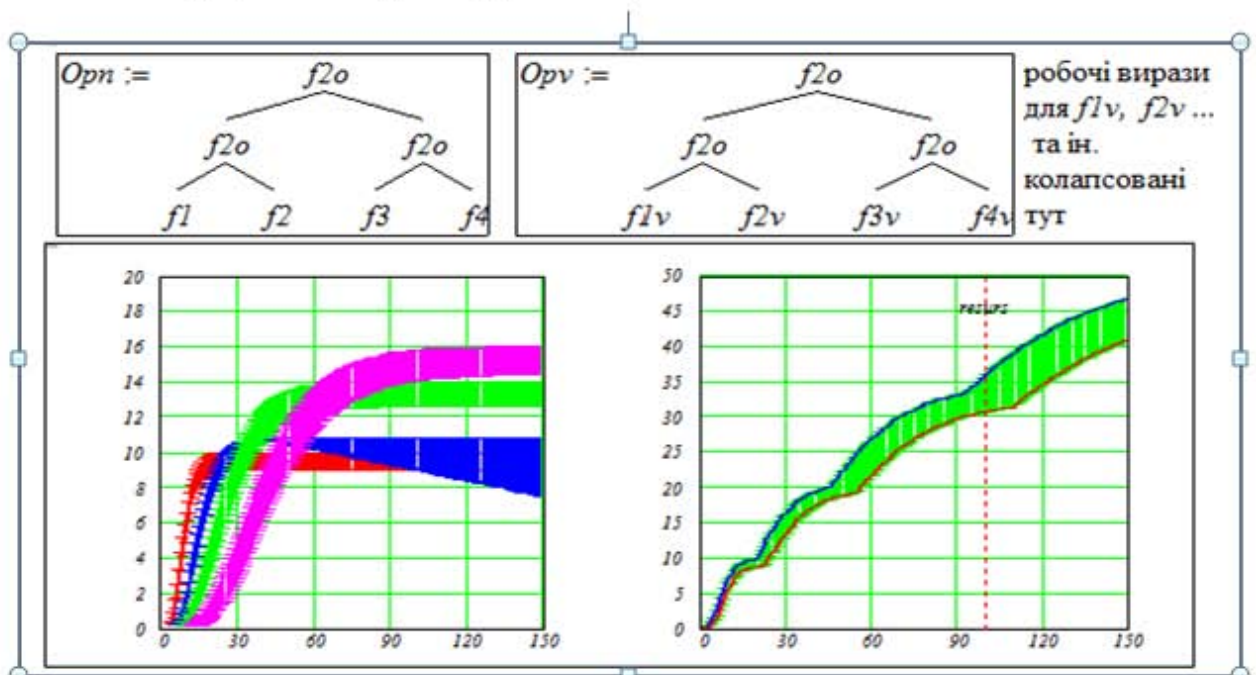 Opn := f2o
f2o f2o
f1 f2 f3 f4
Opv := f2o
f2o f2o
f1v f2v f3v f4v
робочі вирази
для f1v, f2v ...
та ін.
колапсовані
тут
20
18
16
14
12
10
8
6
4
2
0
0 30 60 90 120 150
50
45
40
35
30
25
20
15
10
5
0
resurs
0 30 60 90 120 150